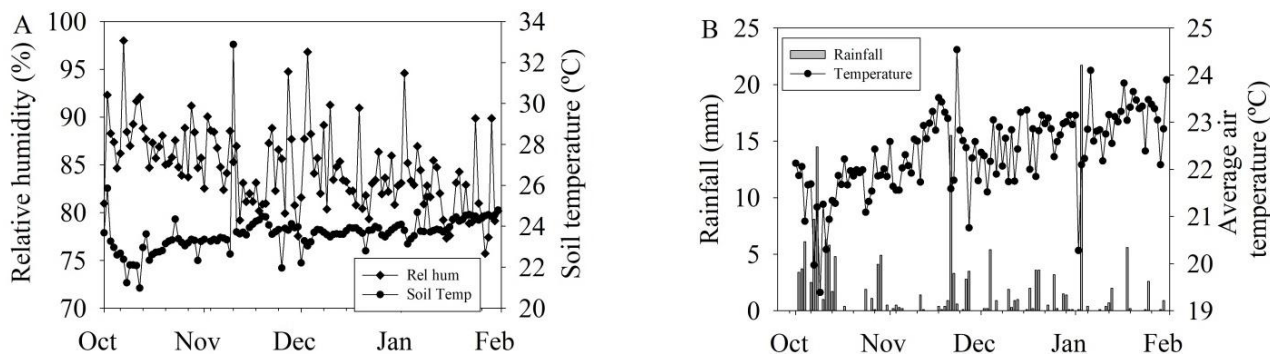 A
Relative humidity (%)
100
95
90
85
80
75
70
Soil temperature (ºC)
34
32
30
28
26
24
22
20
Rel hum
Soil Temp
Oct Nov Dec Jan Feb
B
Rainfall (mm)
25
20
15
10
5
0
Average air
temperature (ºC)
25
24
23
22
21
20
19
Rainfall
Temperature
Oct Nov Dec Jan Feb